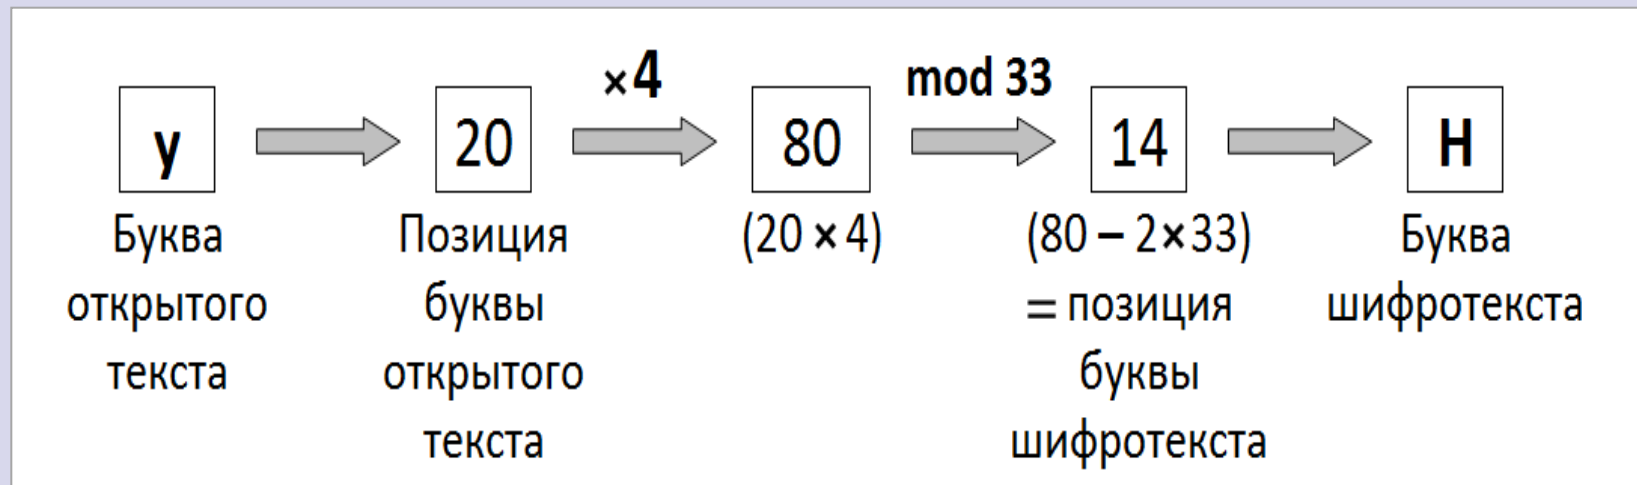 ×4
mod 33
у
20
80
14
Н
Буква
открытого
текста
Позиция
буквы
открытого
текста
(20 × 4)
(80 – 2×33)
= позиция
буквы
шифротекста
Буква
шифротекста